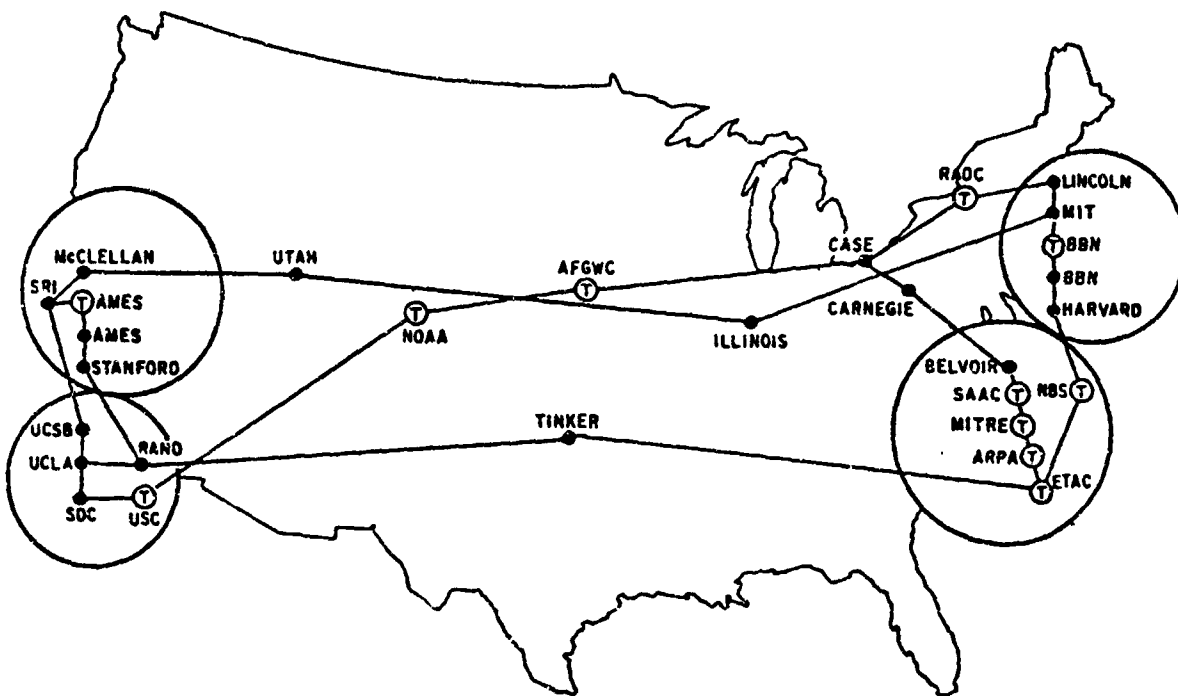 RADC
LINCOLN
MIT
T
T BBN
BBN
HARVARD
McCLELLAN
UTAH
AFGWC
CASE
SRI
T AMES
T
T
NOAA
CARNEGIE
AMES
ILLINOIS
STANFORD
BELVOIR
SAAC T
NBS T
UCSB
TINKER
MITRE T
UCLA
RAND
ARPA T
ETAC
T
SDC
T
USC